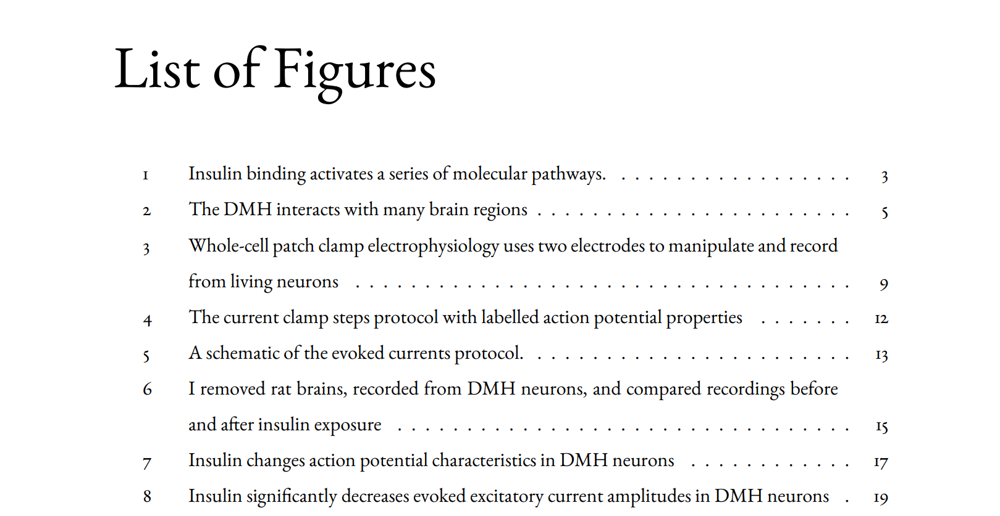 List of Figures
1 Insulin binding activates a series of molecular pathways. . . . . . . . . . . . . . . . . . 3
2 The DMH interacts with many brain regions . . . . . . . . . . . . . . . . . . . . . . . 5
3 Whole-cell patch clamp electrophysiology uses two electrodes to manipulate and record
from living neurons . . . . . . . . . . . . . . . . . . . . . . . . . . . . . . . . . . . . 9
4 The current clamp steps protocol with labelled action potential properties . . . . . . . 12
5 A schematic of the evoked currents protocol. . . . . . . . . . . . . . . . . . . . . . . . 13
6 I removed rat brains, recorded from DMH neurons, and compared recordings before
and after insulin exposure . . . . . . . . . . . . . . . . . . . . . . . . . . . . . . . . . 15
7 Insulin changes action potential characteristics in DMH neurons . . . . . . . . . . . . 17
8 Insulin significantly decreases evoked excitatory current amplitudes in DMH neurons . 19